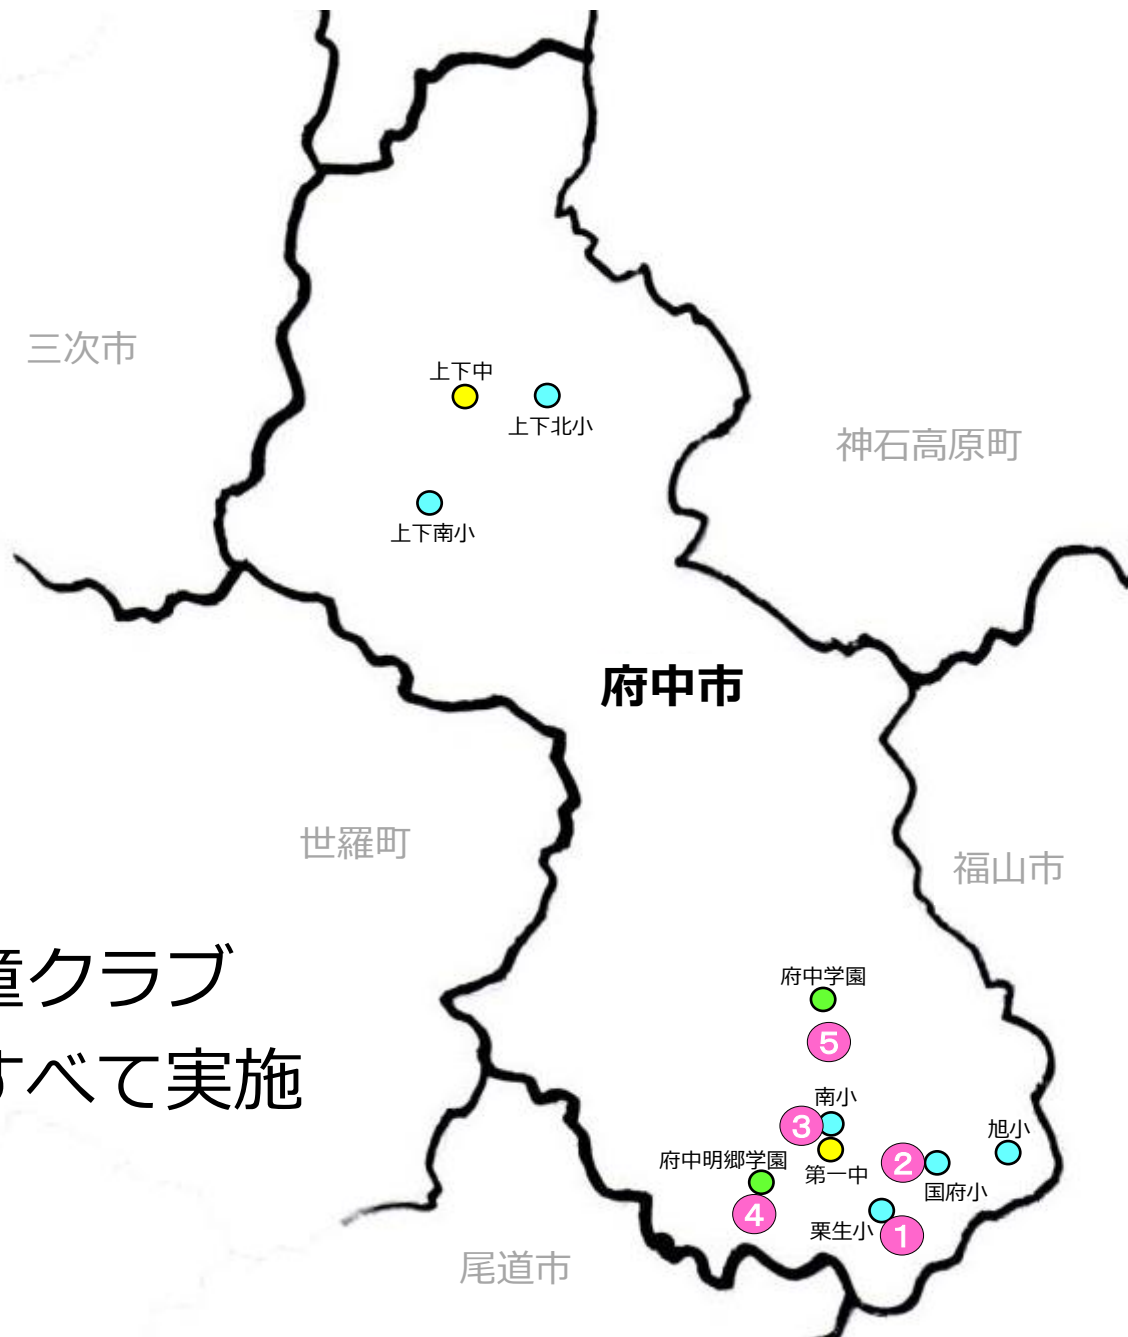 三次市
上下中
上下北小
神石高原町
上下南小
府中市
世羅町
福山市
童クラブ
府中学園
5
すべて実施
南小
3
旭小
府中明郷学園
第一中
2
国府小
4
栗生小
1
尾道市